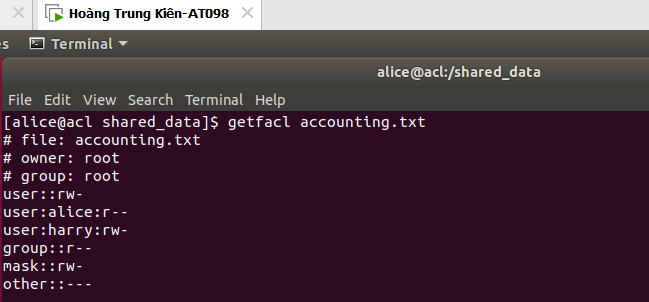 Hoàng Trung Kiên-AT098
Terminal
alice@acl:/shared_data
File Edit View Search Terminal Help
[alice@acl shared_data]$ getfacl accounting.txt
# file: accounting.txt
# owner: root
# group: root
user::rw-
user:alice:r--
user:harry:rw-
group::r--
mask::rw-
other::---